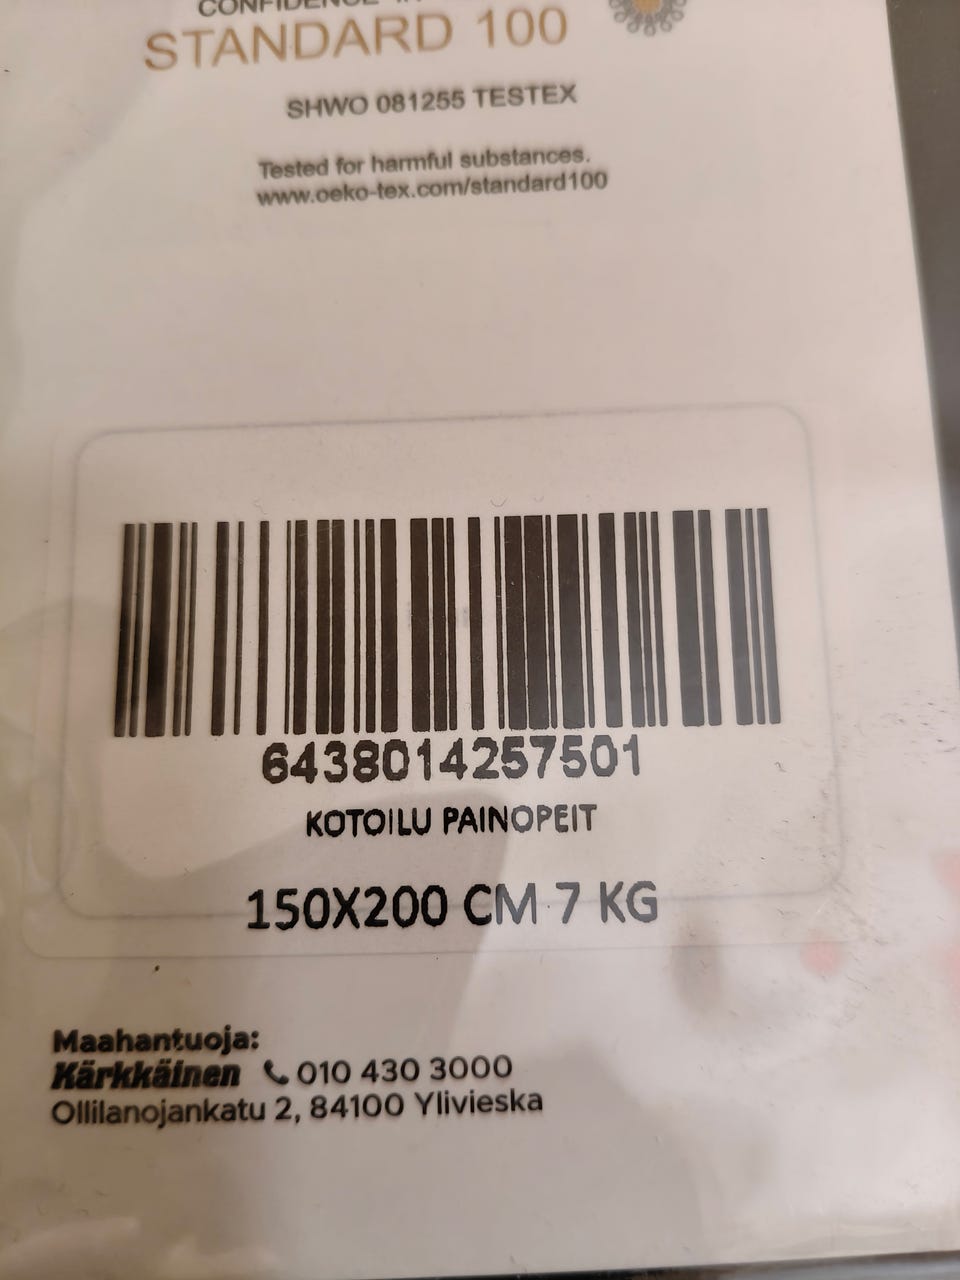 CONFIDENCE
STANDARD 100
SHWO 081255 TESTEX
Tested for harmful substances.
www.oeko-tex.com/standard100
6438014257501
KOTOILU PAINOPEIT
150X200 CM 7 KG
Maahantuoja:
Kärkkäinen 010 430 3000
Ollilanojankatu 2, 84100 Ylivieska